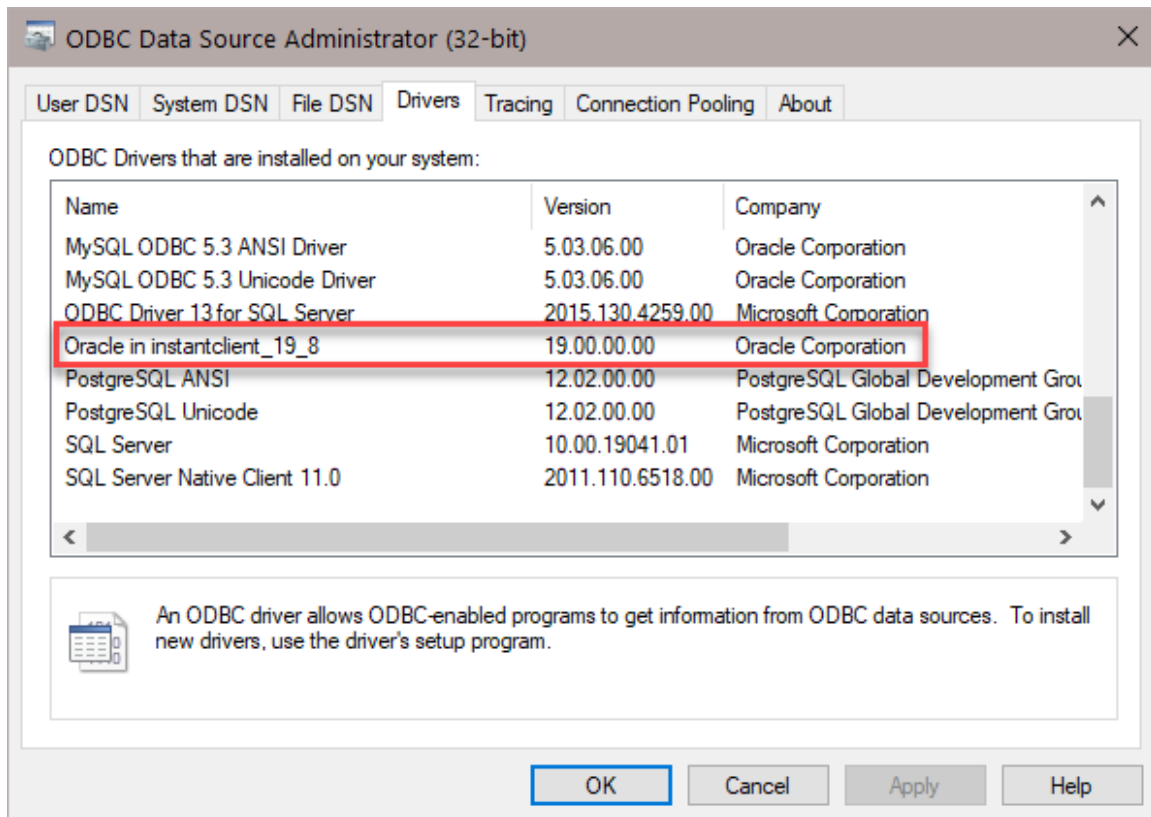 ODBC Data Source Administrator (32-bit)
User DSN System DSN File DSN Drivers Tracing Connection Pooling About
ODBC Drivers that are installed on your system:
Name Version Company
MySQL ODBC 5.3 ANSI Driver 5.03.06.00 Oracle Corporation
MySQL ODBC 5.3 Unicode Driver 5.03.06.00 Oracle Corporation
ODBC Driver 13 for SQL Server 2015.130.4259.00 Microsoft Corporation
Oracle in instantclient_19_8 19.00.00.00 Oracle Corporation
PostgreSQL ANSI 12.02.00.00 PostgreSQL Global Development Grou
PostgreSQL Unicode 12.02.00.00 PostgreSQL Global Development Grou
SQL Server 10.00.19041.01 Microsoft Corporation
SQL Server Native Client 11.0 2011.110.6518.00 Microsoft Corporation
An ODBC driver allows ODBC-enabled programs to get information from ODBC data sources. To install
new drivers, use the driver's setup program.
OK Cancel Apply Help